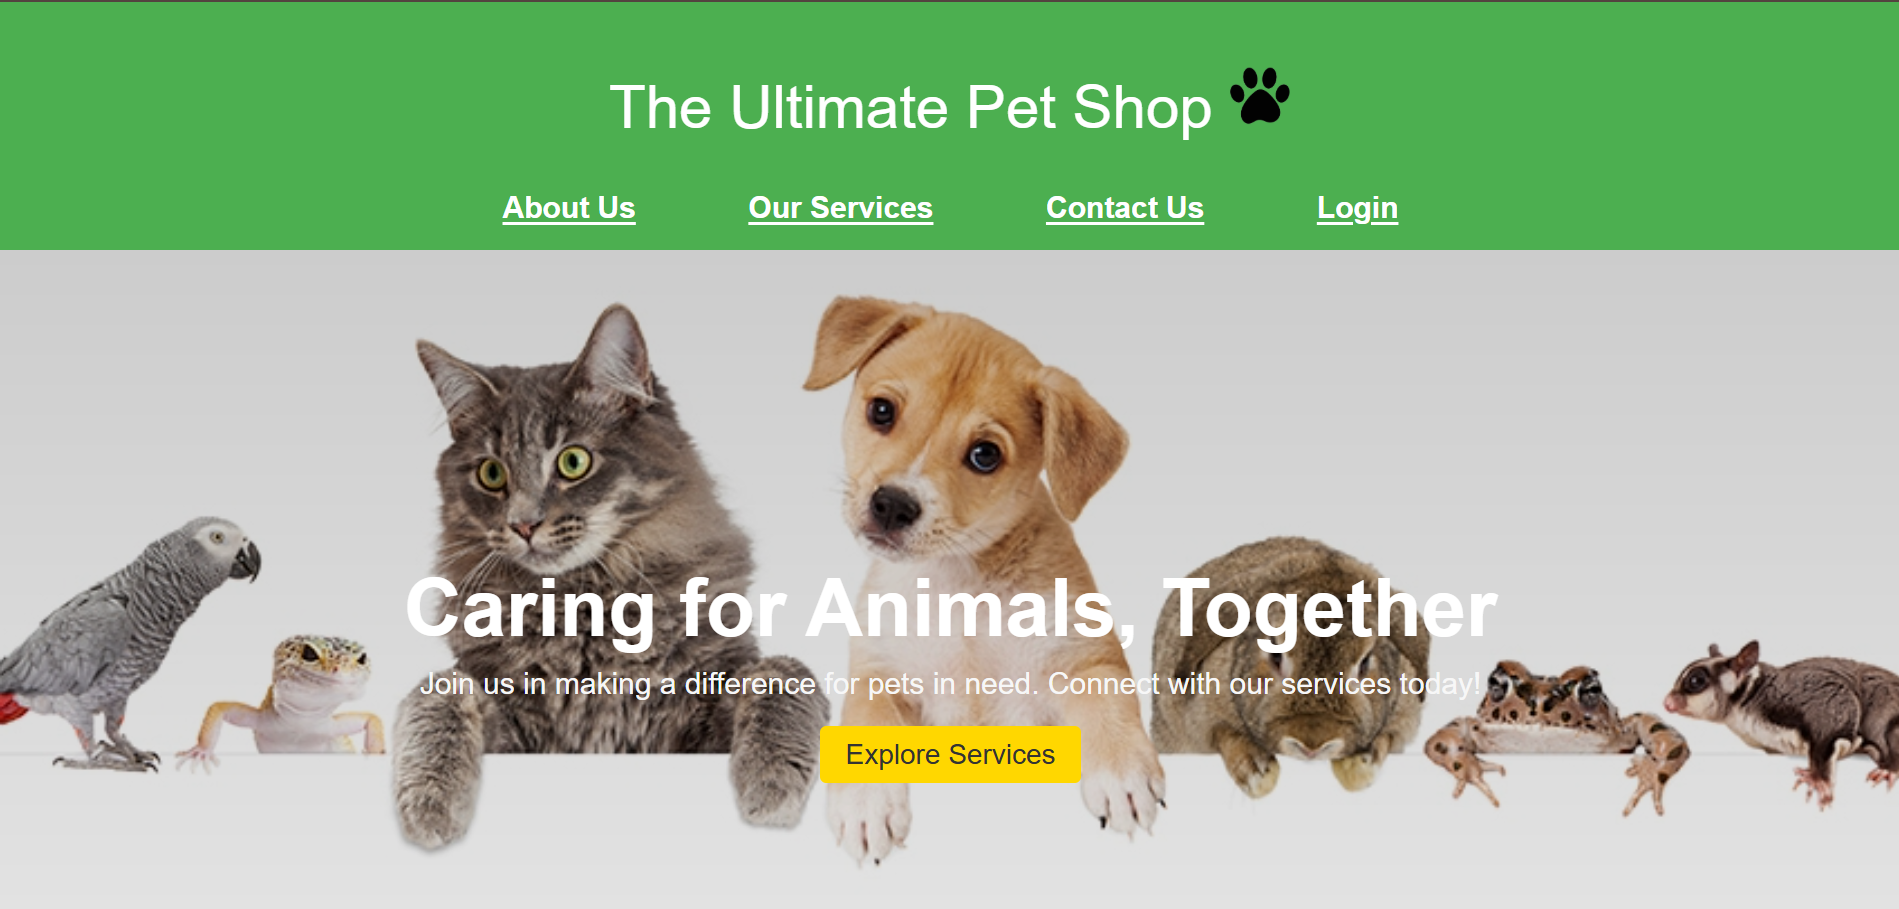 The Ultimate Pet Shop
About Us Our Services Contact Us Login
Caring for Animals, Together
Join us in making a difference for pets in need. Connect with our services today!
Explore Services